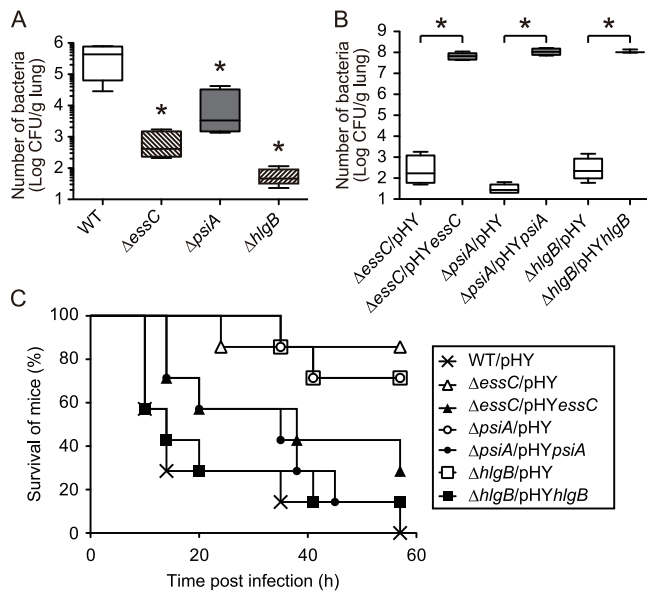 A
Number of bacteria
(Log CFU/g lung)
6
5
4
3
2
1
*
*
*
WT
ΔessC
ΔpsiA
ΔhlgB
B
Number of bacteria
(Log CFU/g lung)
9
8
7
6
5
4
3
2
1
*
*
*
ΔessC/pHY
ΔessC/pHYessC
ΔpsiA/pHY
ΔpsiA/pHYpsiA
ΔhlgB/pHY
ΔhlgB/pHYhlgB
C
Survival of mice (%)
100
80
60
40
20
0
0 20 40 60
Time post infection (h)
WT/pHY
ΔessC/pHY
ΔessC/pHYessC
ΔpsiA/pHY
ΔpsiA/pHYpsiA
ΔhlgB/pHY
ΔhlgB/pHYhlgB